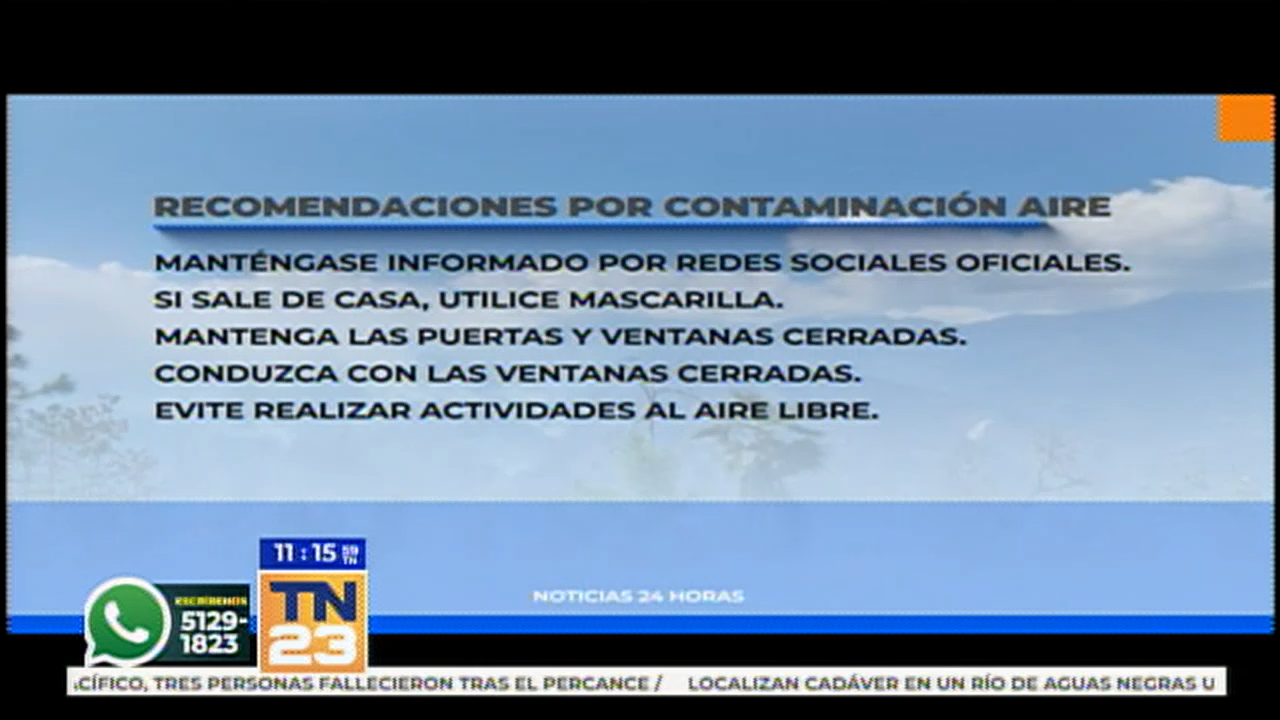 RECOMENDACIONES POR CONTAMINACIÓN AIRE
MANTÉNGASE INFORMADO POR REDES SOCIALES OFICIALES.
SI SALE DE CASA, UTILICE MASCARILLA.
MANTENGA LAS PUERTAS Y VENTANAS CERRADAS.
CONDUZCA CON LAS VENTANAS CERRADAS.
EVITE REALIZAR ACTIVIDADES AL AIRE LIBRE.
11:15 59
TN
NOTICIAS 24 HORAS
ESCRÍBENOS
5129-
1823
TN
23
CÍFICO, TRES PERSONAS FALLECIERON TRAS EL PERCANCE / LOCALIZAN CADÁVER EN UN RÍO DE AGUAS NEGRAS U